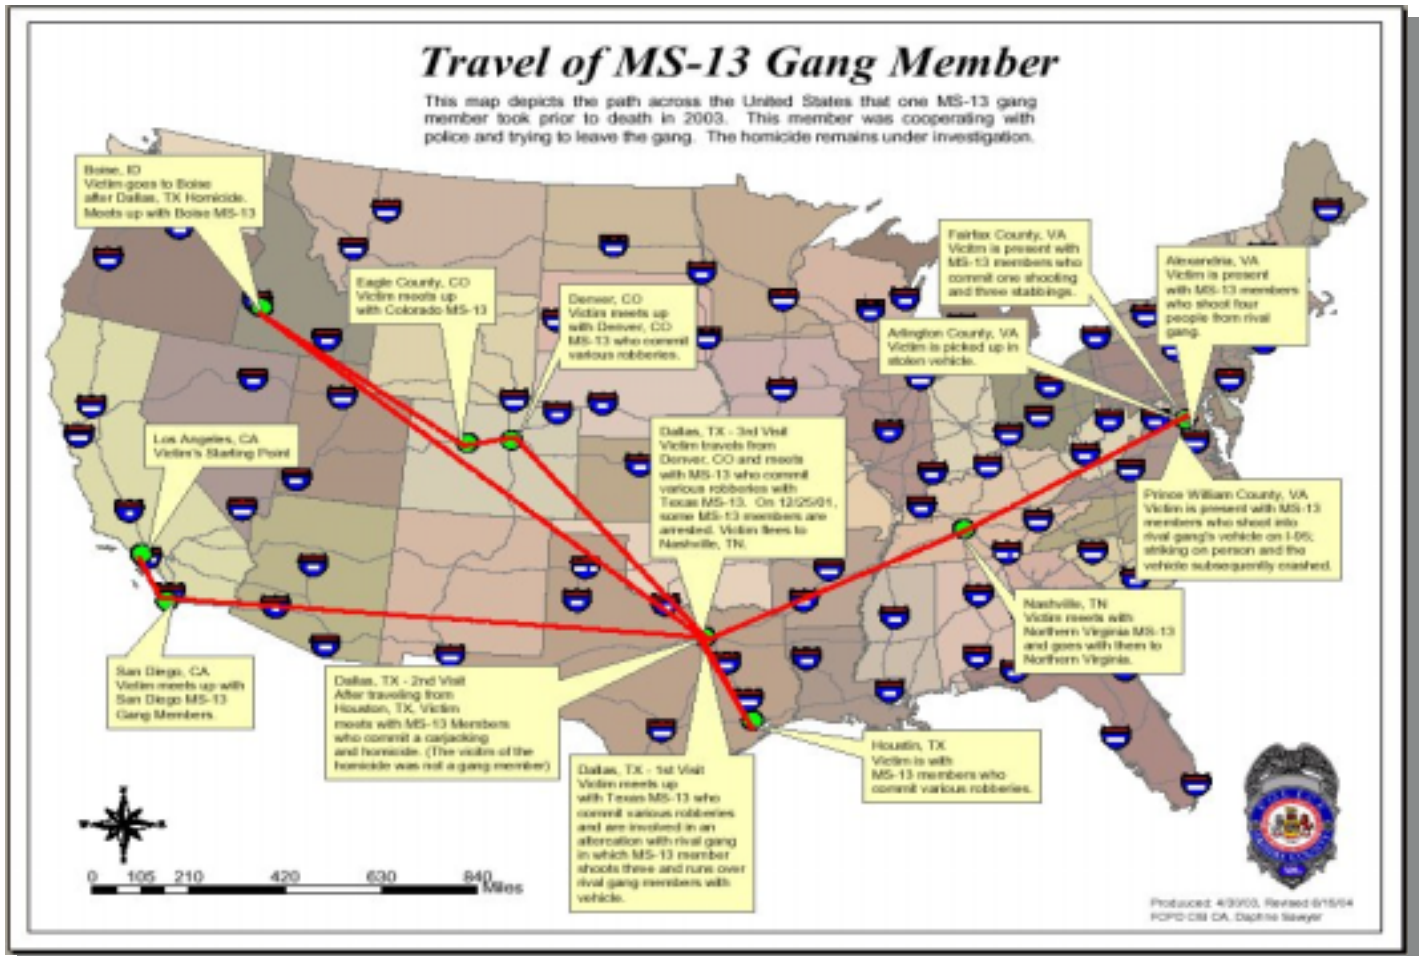 Travel of MS-13 Gang Member
This map depicts the path across the United States that one MS-13 gang
member took prior to death in 2003. This member was cooperating with
police and trying to leave the gang. The homicide remains under investigation.
Boise, ID
Victim goes to Boise
after Dallas, TX Homicide.
Meets up with Boise MS-13
Eagle County, CO
Victim meets up
with Colorado MS-13
Denver, CO
Victim meets up
with Denver, CO
MS-13 who commit
various robberies.
Fairfax County, VA
Victim is present with
MS-13 members who
commit one shooting
and three stabbings.
Alexandria, VA
Victim is present
with MS-13 members
who shoot four
people from rival
gang.
Arlington County, VA
Victim is picked up in
stolen vehicle.
Los Angeles, CA
Victim's Starting Point
Dallas, TX - 3rd Visit
Victim travels from
Denver, CO and meets
with MS-13 who commit
various robberies with
Texas MS-13. On 12/25/01,
some MS-13 members are
arrested. Victim flees to
Nashville, TN.
Prince William County, VA
Victim is present with MS-13
members who shoot into
rival gang's vehicle on I-95;
striking on person and the
vehicle subsequently crashed.
Nashville, TN
Victim meets with
Northern Virginia MS-13
and goes with them to
Northern Virginia.
San Diego, CA
Victim meets up with
San Diego MS-13
Gang Members.
Dallas, TX - 2nd Visit
After traveling from
Houston, TX, Victim
meets with MS-13 Members
who commit a carjacking
and homicide. (The vicitm of the
homicide was not a gang member)
Dallas, TX - 1st Visit
Victim meets up
with Texas MS-13 who
commit various robberies
and are involved in an
altercation with rival gang
in which MS-13 member
shoots three and runs over
rival gang members with
vehicle.
Houstin, TX
Victim is with
MS-13 members who
commit various robberies.
0 105 210 420 630 840
Miles
POLICE
Produuced: 4/30/03, Revised 6/15/04
FCPD CIB CA, Daphne Sawyer